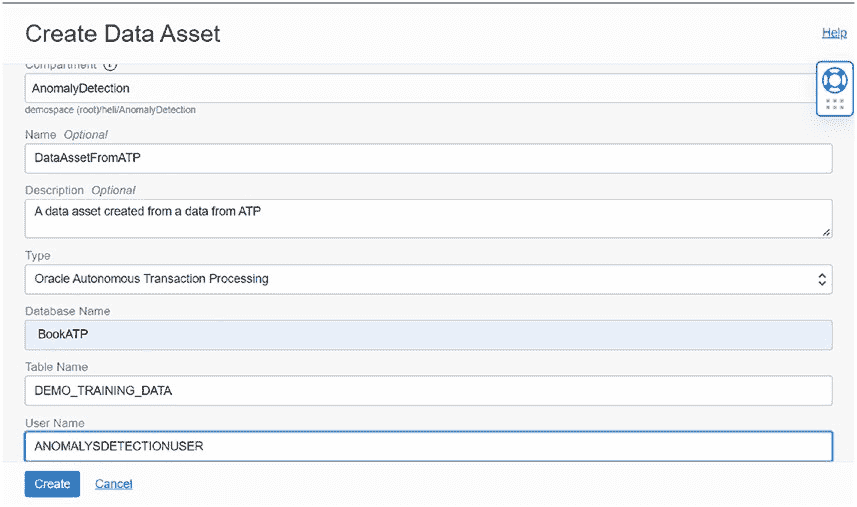 Create Data Asset
Help
Compartment
AnomalyDetection
demospace (root)/heli/AnomalyDetection
Name Optional
DataAssetFromATP
Description Optional
A data asset created from a data from ATP
Type
Oracle Autonomous Transaction Processing
Database Name
BookATP
Table Name
DEMO_TRAINING_DATA
User Name
ANOMALYSDETECTIONUSER
Create Cancel